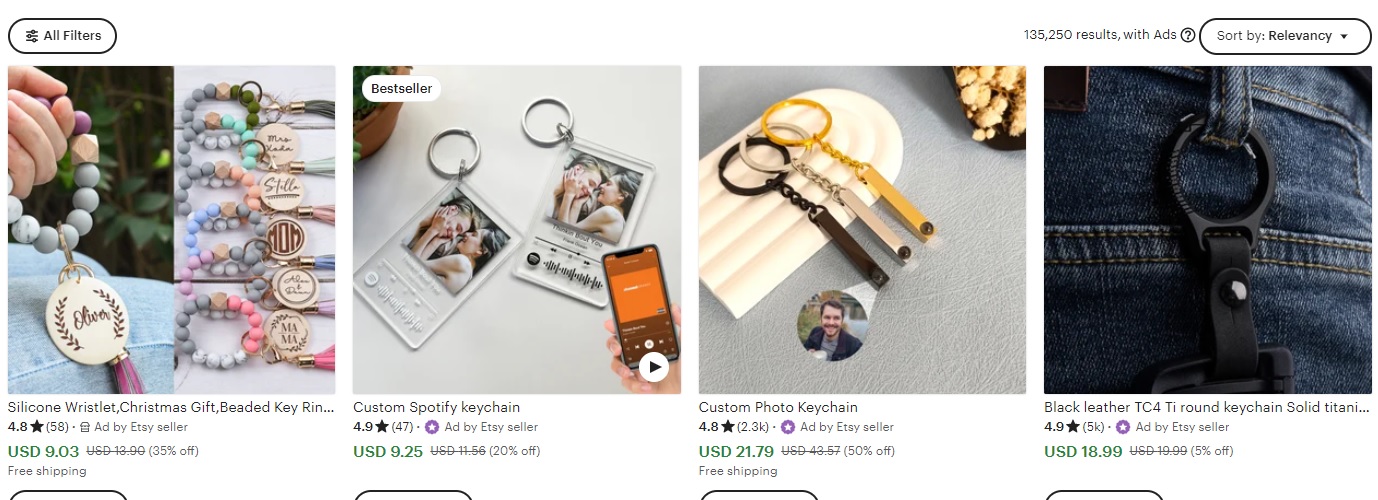 All Filters
135,250 results, with Ads
Sort by: Relevancy
Bestseller
Oliver
Stella
MOM
MA
MA
Thinkin Bout You
Silicone Wristlet,Christmas Gift,Beaded Key Rin...
4.8 (58) · Ad by Etsy seller
USD 9.03 USD 13.90 (35% off)
Free shipping
Custom Spotify keychain
4.9 (47) · Ad by Etsy seller
USD 9.25 USD 11.56 (20% off)
Custom Photo Keychain
4.8 (2.3k) · Ad by Etsy seller
USD 21.79 USD 43.57 (50% off)
Free shipping
Black leather TC4 Ti round keychain Solid titani...
4.9 (5k) · Ad by Etsy seller
USD 18.99 USD 19.99 (5% off)